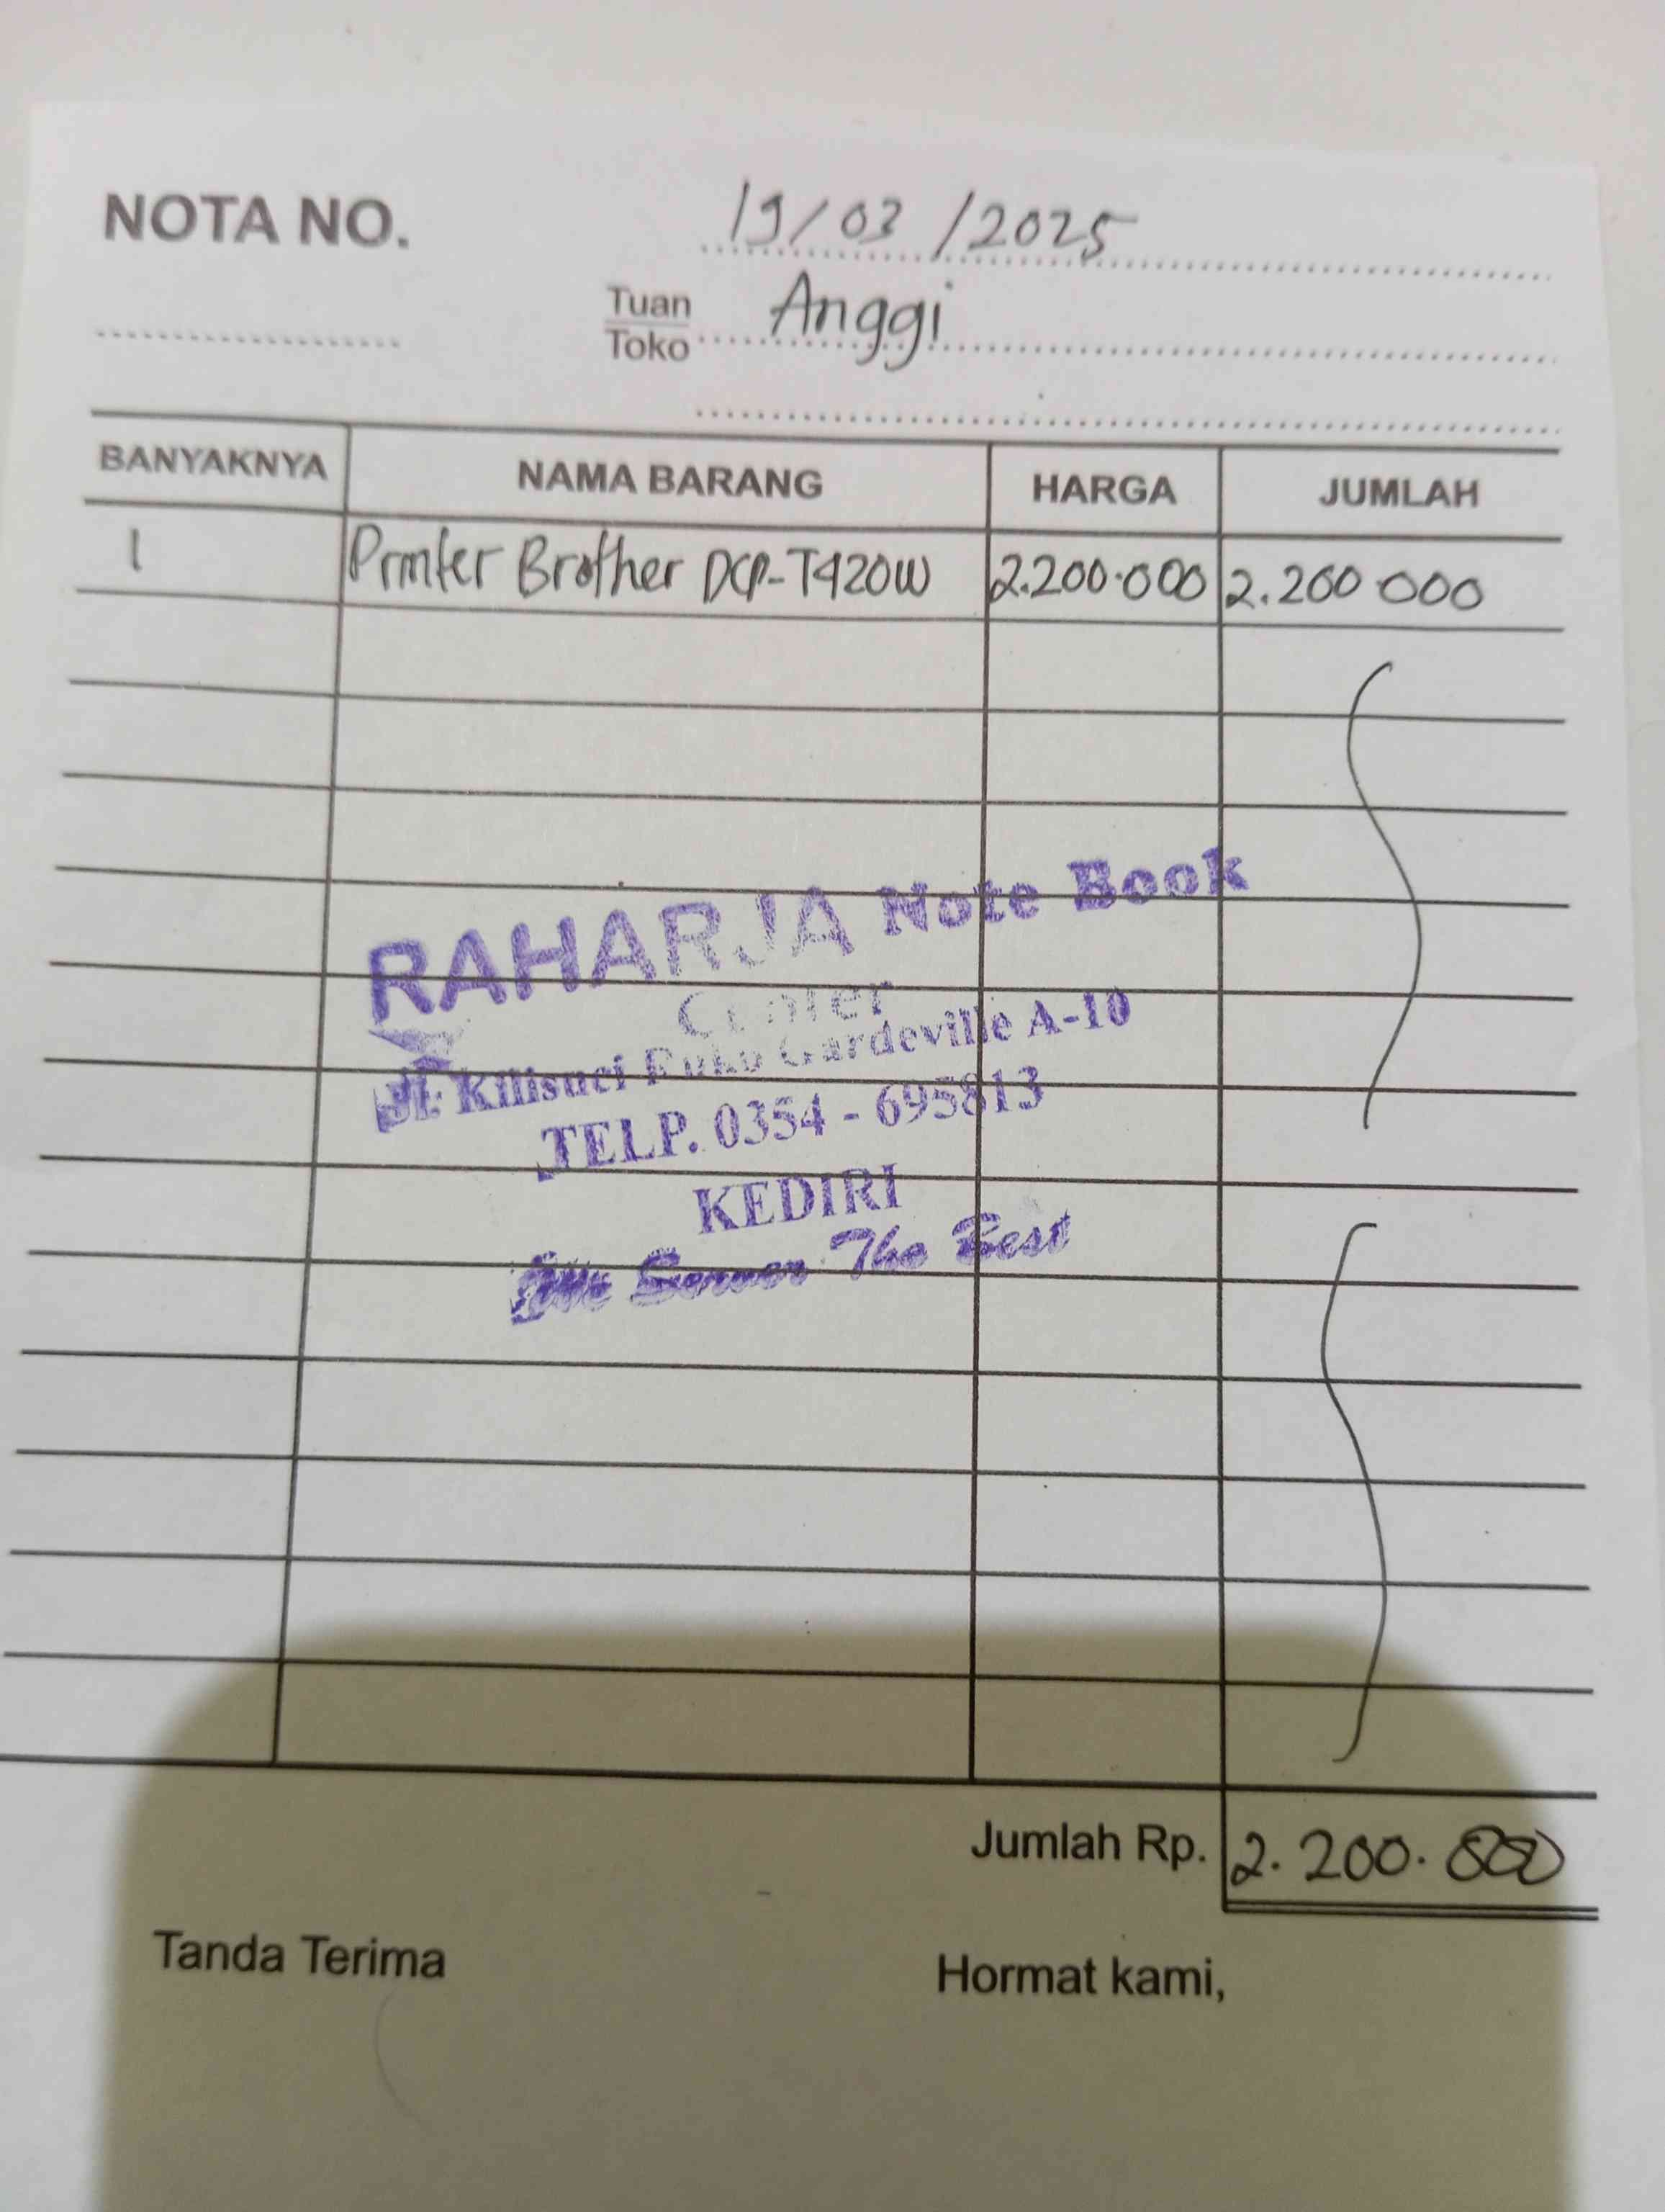 NOTA NO.
19/03/2025
Tuan
Toko
Anggi
BANYAKNYA NAMA BARANG HARGA JUMLAH
1 Printer Brother DCP-T420W 2.200.000 2.200.000
RAHARJA Note Book
Center
Jl. Kilisuci Ruko Gardeville A-10
TELP. 0354 - 695813
KEDIRI
The Best
Jumlah Rp. 2.200.000
Tanda Terima Hormat kami,